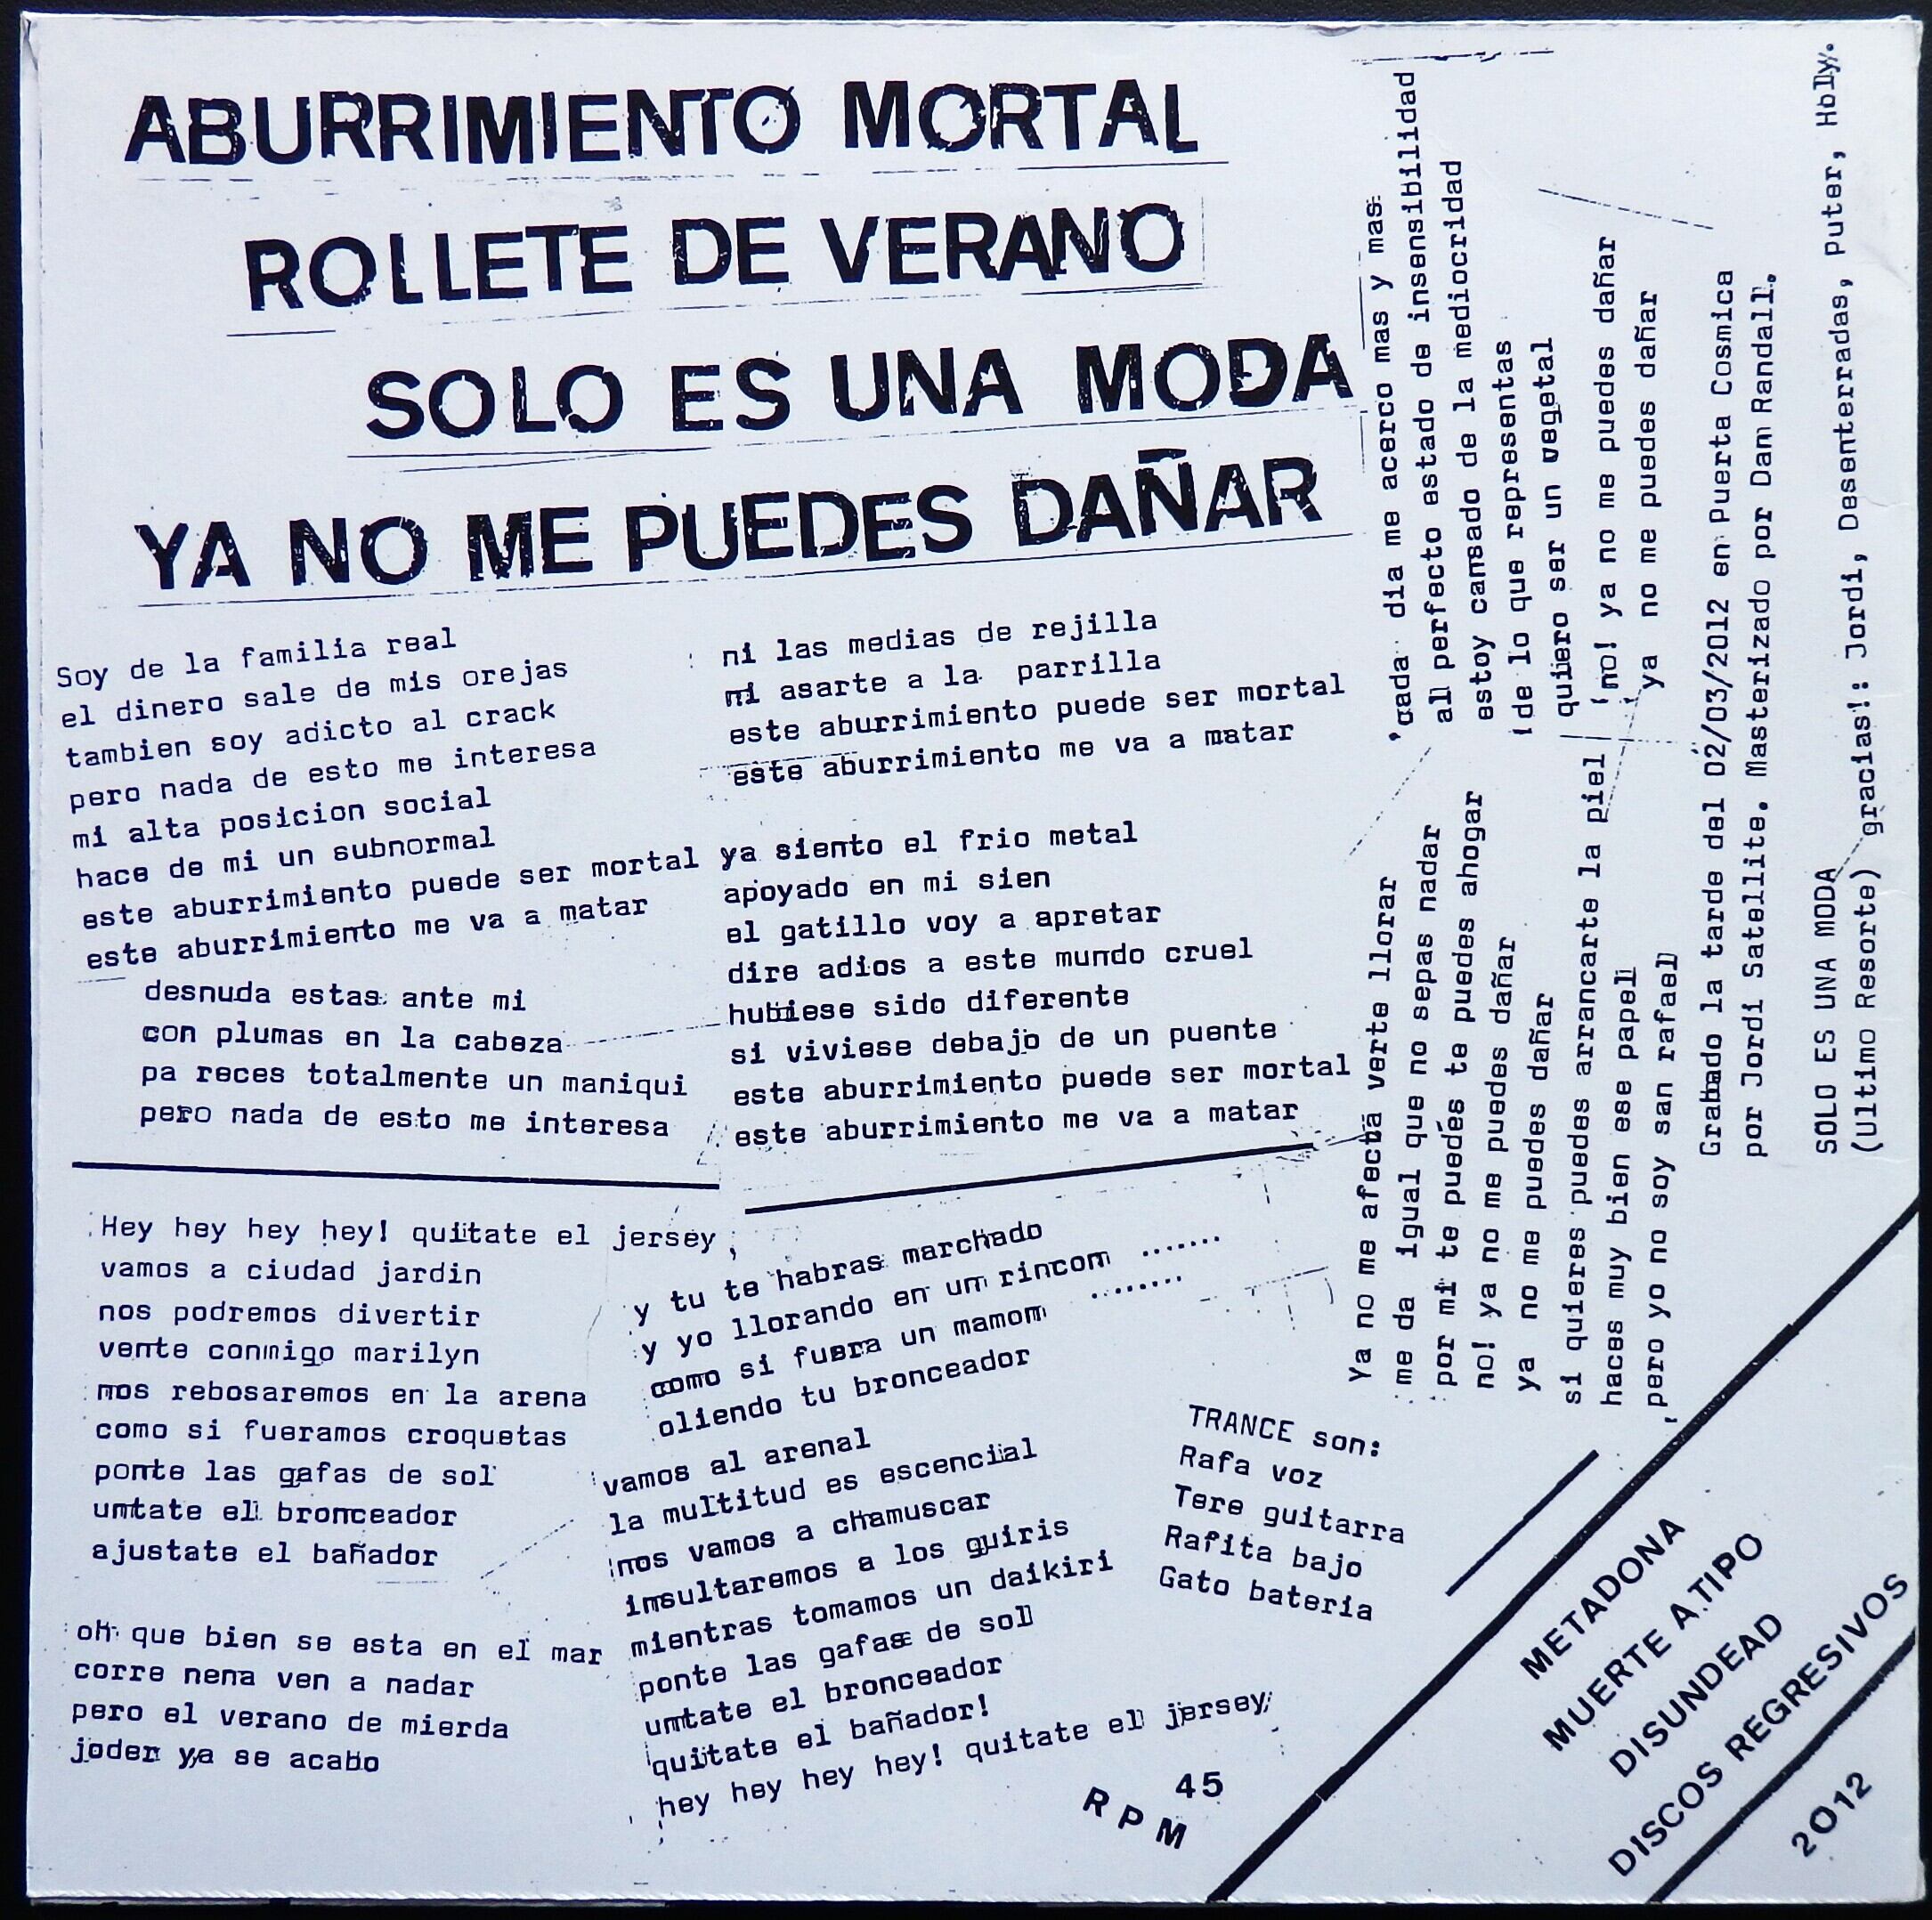 ABURRIMIENTO MORTAL
ROLLETE DE VERANO
SOLO ES UNA MODA
YA NO ME PUEDES DAÑAR
Soy de la familia real
el dinero sale de mis orejas
tambien soy adicto al crack
pero nada de esto me interesa
mi alta posicion social
hace de mi un subnormal
este aburrimiento puede ser mortal
este aburrimiento me va a matar
desnuda estas ante mi
con plumas en la cabeza
pa reces totalmente un maniqui
pero nada de esto me interesa
ni las medias de rejilla
ni asarte a la parrilla
este aburrimiento puede ser mortal
este aburrimiento me va a matar
ya siento el frio metal
apoyado en mi sien
el gatillo voy a apretar
dire adios a este mundo cruel
hubiese sido diferente
si viviese debajo de un puente
este aburrimiento puede ser mortal
este aburrimiento me va a matar
Hey hey hey hey! quitate el jersey
vamos a ciudad jardin
nos podremos divertir
vente conmigo marilyn
nos rebosaremos en la arena
como si fueramos croquetas
ponte las gafas de sol
untate el bronceador
ajustate el bañador
oh que bien se esta en el mar
corre nena ven a nadar
pero el verano de mierda
joder ya se acabo
y tu te habras marchado
y yo llorando en un rincon .......
como si fuera un mamon ........
oliendo tu bronceador
vamos al arenal
la multitud es escencial
nos vamos a chamuscar
insultaremos a los guiris
mientras tomamos un daikiri
ponte las gafas de sol
untate el bronceador
quitate el bañador!
hey hey hey hey! quitate el jersey
Ya no me afecta verte llorar
me da igual que no sepas nadar
por mi te puedes te puedes ahogar
no! ya no me puedes dañar
ya no me puedes dañar
si quieres puedes arrancarte la piel
haces muy bien ese papel
pero yo no soy san rafael
cada dia me acerco mas y mas
al perfecto estado de insensibilidad
estoy cansado de la mediocridad
de lo que representas
quiero ser un vegetal
no! ya no me puedes dañar
ya no me puedes dañar
Grabado la tarde del 02/03/2012 en Puerta Cosmica
por Jordi Satellite. Masterizado por Dam Randall.
SOLO ES UNA MODA
(Ultimo Resorte) gracias!: Jordi, Desenterradas, puter, Holly.
TRANCE son:
Rafa voz
Tere guitarra
Rafita bajo
Gato bateria
45
RPM
METADONA
MUERTE A TIPO
DISUNDEAD
DISCOS REGRESIVOS
2012